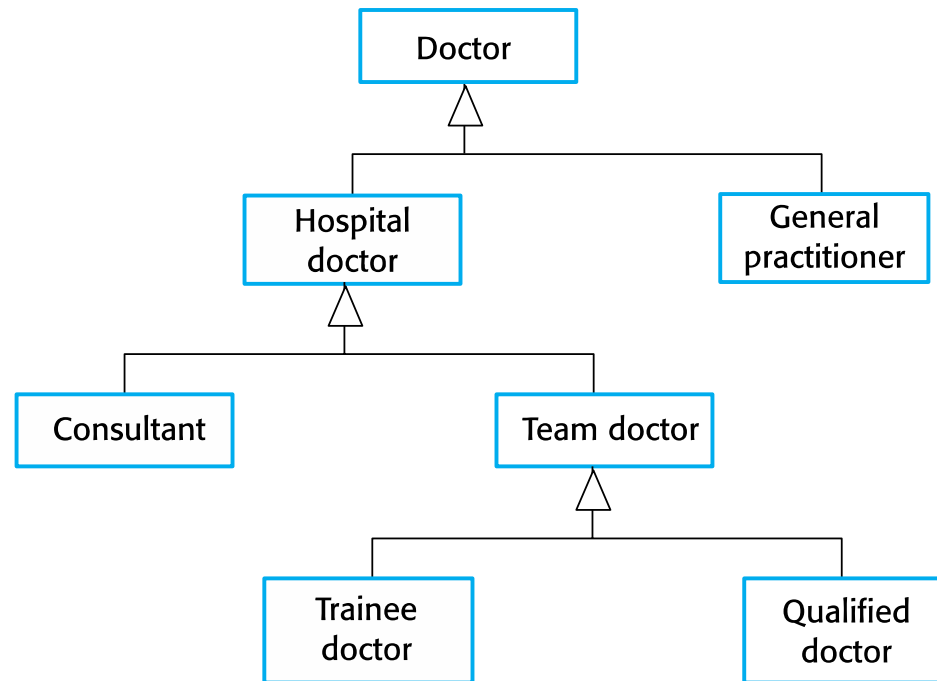 Doctor
Hospital
doctor
General
practitioner
Consultant
Team doctor
Trainee
doctor
Qualified
doctor